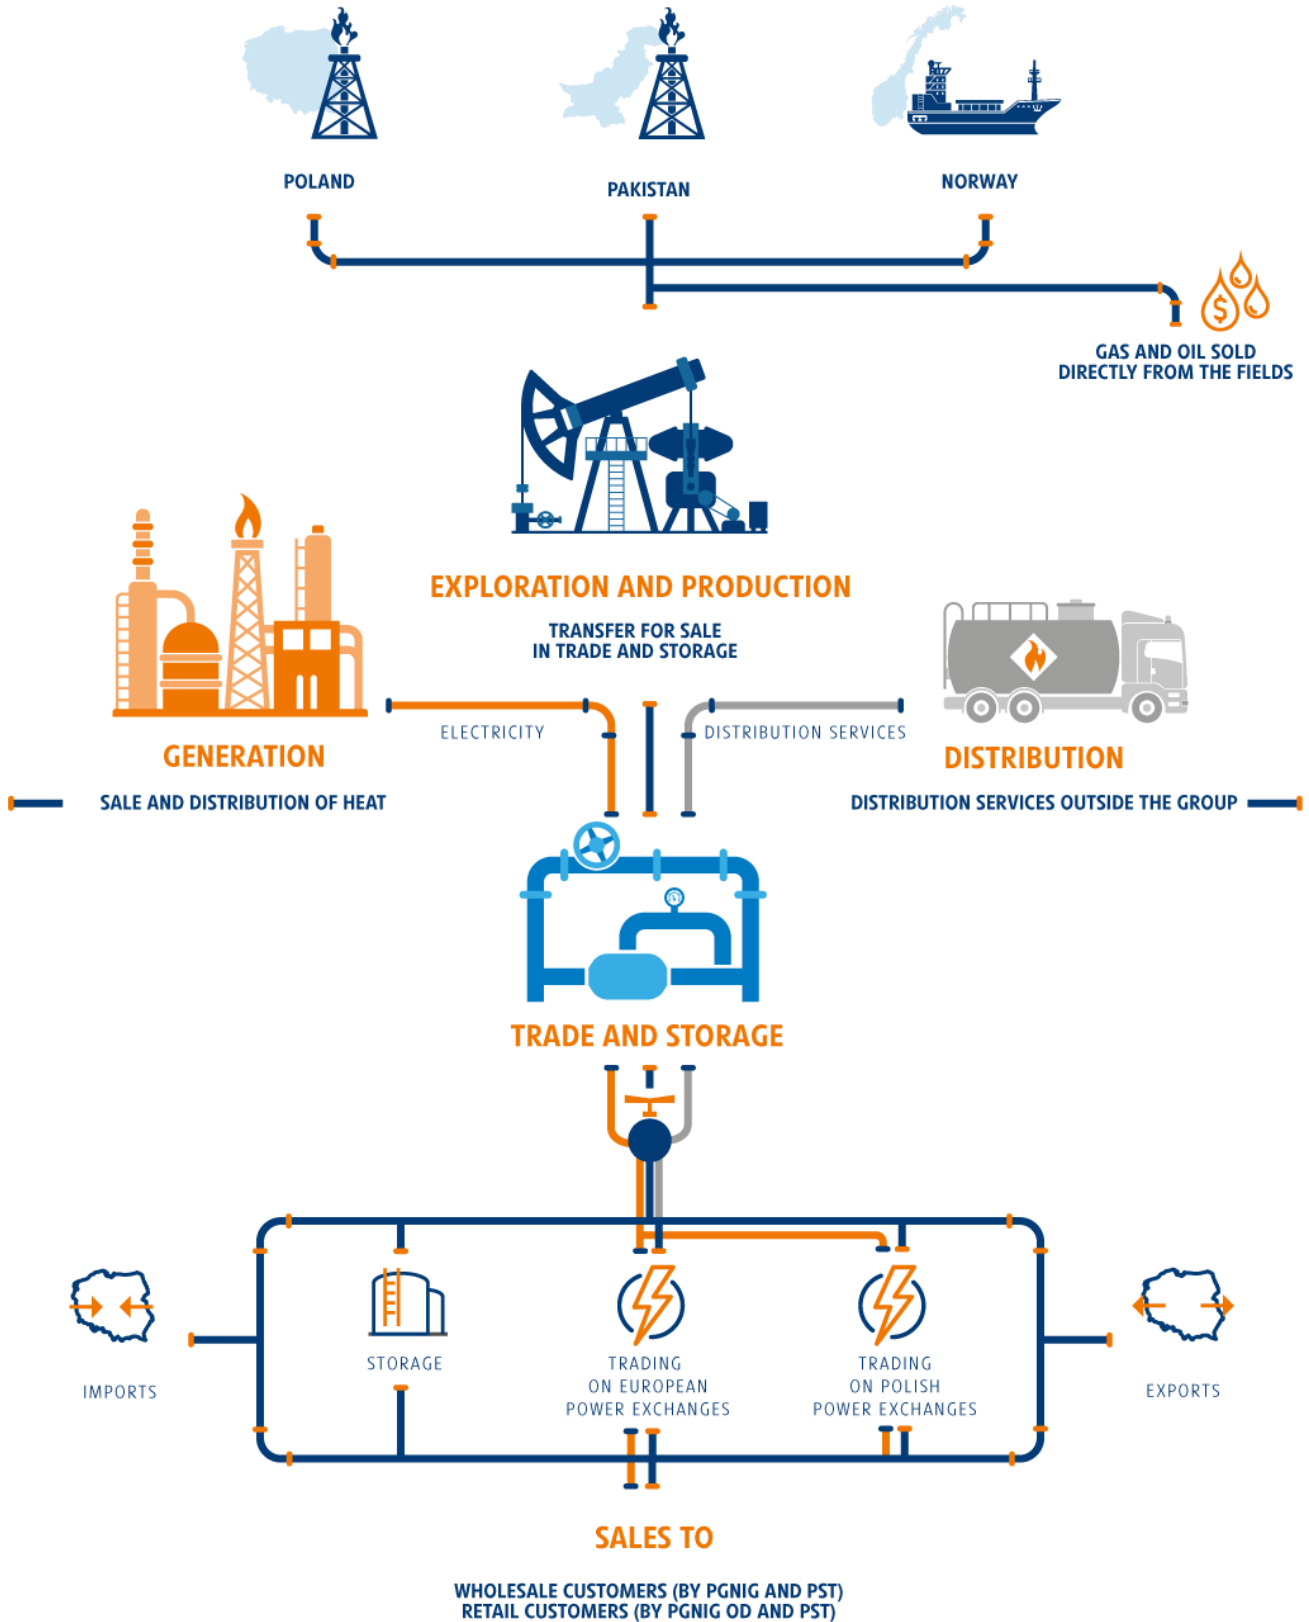 POLAND
PAKISTAN
NORWAY
$
GAS AND OIL SOLD
DIRECTLY FROM THE FIELDS
EXPLORATION AND PRODUCTION
TRANSFER FOR SALE
IN TRADE AND STORAGE
ELECTRICITY
DISTRIBUTION SERVICES
GENERATION
DISTRIBUTION
SALE AND DISTRIBUTION OF HEAT
DISTRIBUTION SERVICES OUTSIDE THE GROUP
TRADE AND STORAGE
IMPORTS
STORAGE
TRADING
ON EUROPEAN
POWER EXCHANGES
TRADING
ON POLISH
POWER EXCHANGES
EXPORTS
SALES TO
WHOLESALE CUSTOMERS (BY PGNIG AND PST)
RETAIL CUSTOMERS (BY PGNIG OD AND PST)